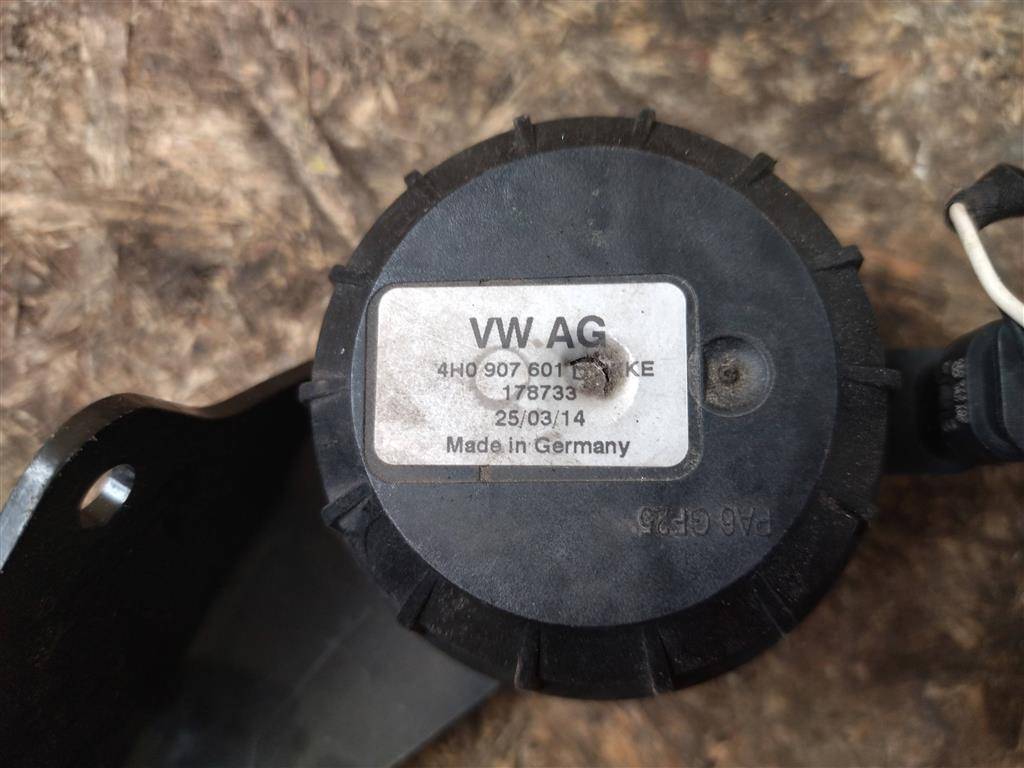 VW AG
4H0 907 601
178733
25/03/14
Made in Germany
PA6 GF25